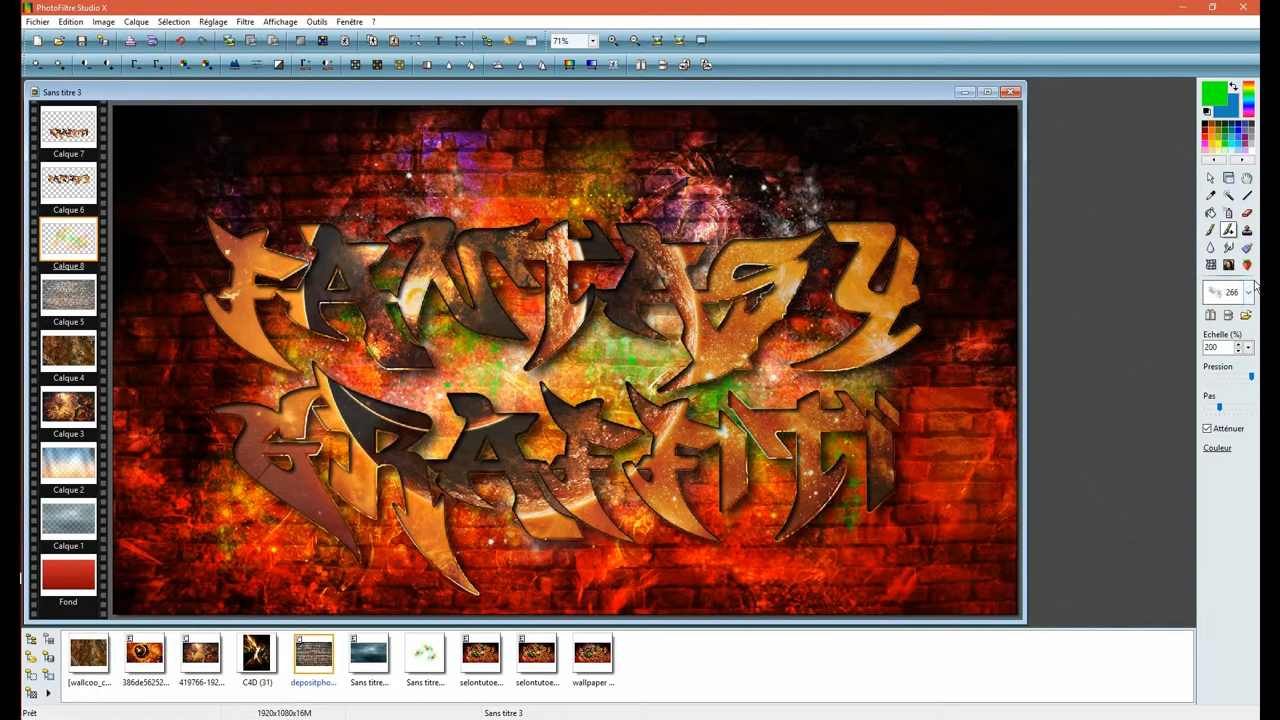 PhotoFiltre Studio X
Fichier Edition Image Calque Sélection Réglage Filtre Affichage Outils Fenêtre ?
71%
Sans titre 3
Calque 7
Calque 6
Calque 8
Calque 5
Calque 4
Calque 3
Calque 2
Calque 1
Fond
FANTASY
GRAFFITI
266
Echelle (%)
200
Pression
Pas
Atténuer
Couleur
[wallcoo_c... 386de56252... 419766-192... C4D (31) depositpho... Sans titre... Sans titre... selontutoe... selontutoe... wallpaper ...
Prêt 1920x1080x16M Sans titre 3